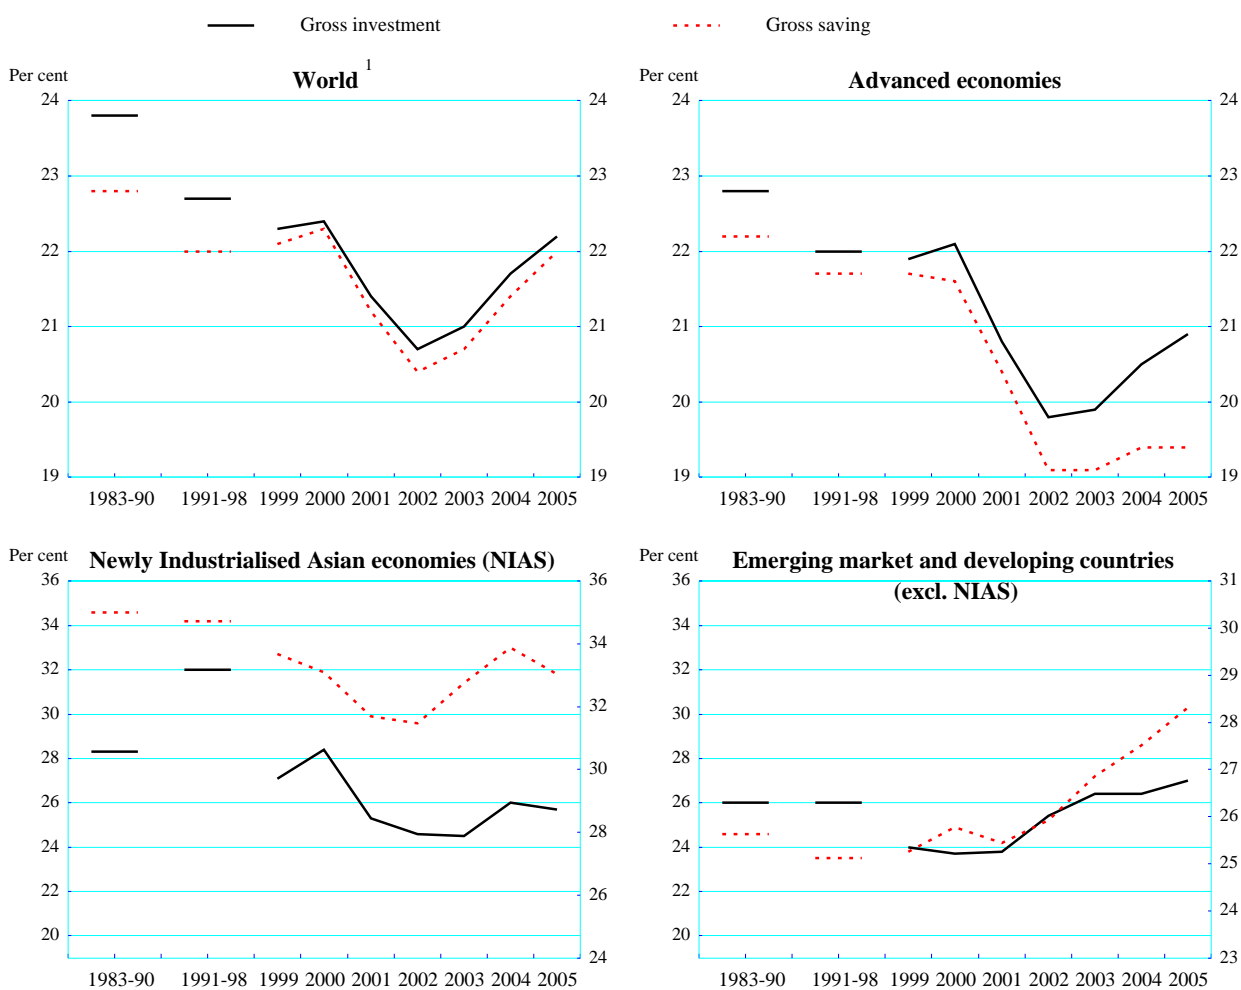 Gross investment Gross saving
Per cent World 1 Per cent Advanced economies
24 24 24 24
23 23 23 23
22 22 22 22
21 21 21 21
20 20 20 20
19 19 19 19
1983-90 1991-98 1999 2000 2001 2002 2003 2004 2005 1983-90 1991-98 1999 2000 2001 2002 2003 2004 2005
Per cent Newly Industrialised Asian economies (NIAS) Per cent Emerging market and developing countries
(excl. NIAS)
36 36 36 31
34 34 34 30
32 32 32 29
30 30 30 28
28 28 28 27
26 26 26 26
24 24 24 25
22 22 24
20 20 23
1983-90 1991-98 1999 2000 2001 2002 2003 2004 2005 1983-90 1991-98 1999 2000 2001 2002 2003 2004 2005